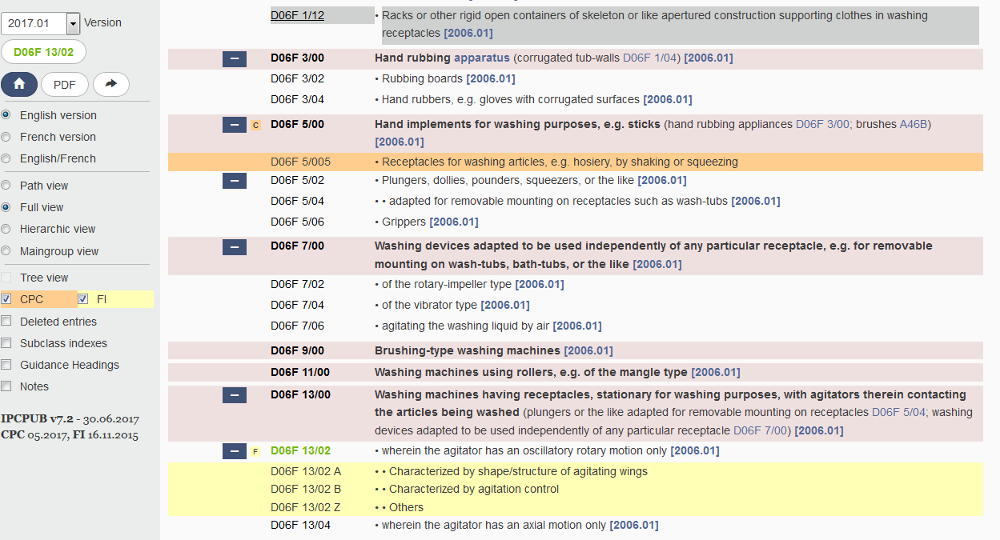 2017.01 Version
D06F 13/02
PDF
English version
French version
English/French
Path view
Full view
Hierarchic view
Maingroup view
Tree view
CPC FI
Deleted entries
Subclass indexes
Guidance Headings
Notes
IPCPUB v7.2 - 30.06.2017
CPC 05.2017, FI 16.11.2015
D06F 1/12 • Racks or other rigid open containers of skeleton or like apertured construction supporting clothes in washing
receptacles [2006.01]
D06F 3/00 Hand rubbing apparatus (corrugated tub-walls D06F 1/04) [2006.01]
D06F 3/02 • Rubbing boards [2006.01]
D06F 3/04 • Hand rubbers, e.g. gloves with corrugated surfaces [2006.01]
C D06F 5/00 Hand implements for washing purposes, e.g. sticks (hand rubbing appliances D06F 3/00; brushes A46B)
[2006.01]
D06F 5/005 • Receptacles for washing articles, e.g. hosiery, by shaking or squeezing
D06F 5/02 • Plungers, dollies, pounders, squeezers, or the like [2006.01]
D06F 5/04 • • adapted for removable mounting on receptacles such as wash-tubs [2006.01]
D06F 5/06 • Grippers [2006.01]
D06F 7/00 Washing devices adapted to be used independently of any particular receptacle, e.g. for removable
mounting on wash-tubs, bath-tubs, or the like [2006.01]
D06F 7/02 • of the rotary-impeller type [2006.01]
D06F 7/04 • of the vibrator type [2006.01]
D06F 7/06 • agitating the washing liquid by air [2006.01]
D06F 9/00 Brushing-type washing machines [2006.01]
D06F 11/00 Washing machines using rollers, e.g. of the mangle type [2006.01]
D06F 13/00 Washing machines having receptacles, stationary for washing purposes, with agitators therein contacting
the articles being washed (plungers or the like adapted for removable mounting on receptacles D06F 5/04; washing
devices adapted to be used independently of any particular receptacle D06F 7/00) [2006.01]
F D06F 13/02 • wherein the agitator has an oscillatory rotary motion only [2006.01]
D06F 13/02 A • • Characterized by shape/structure of agitating wings
D06F 13/02 B • • Characterized by agitation control
D06F 13/02 Z • • Others
D06F 13/04 • wherein the agitator has an axial motion only [2006.01]